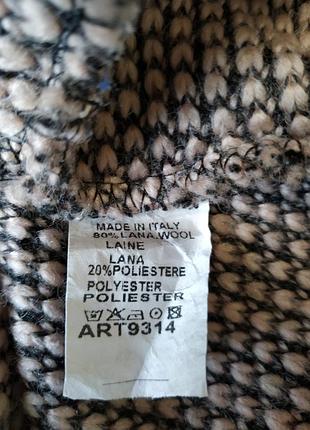 MADE IN ITALY
80%LANA.WOOL
LAINE
LANA
20%POLIESTERE
POLYESTER
POLIESTER
ART9314